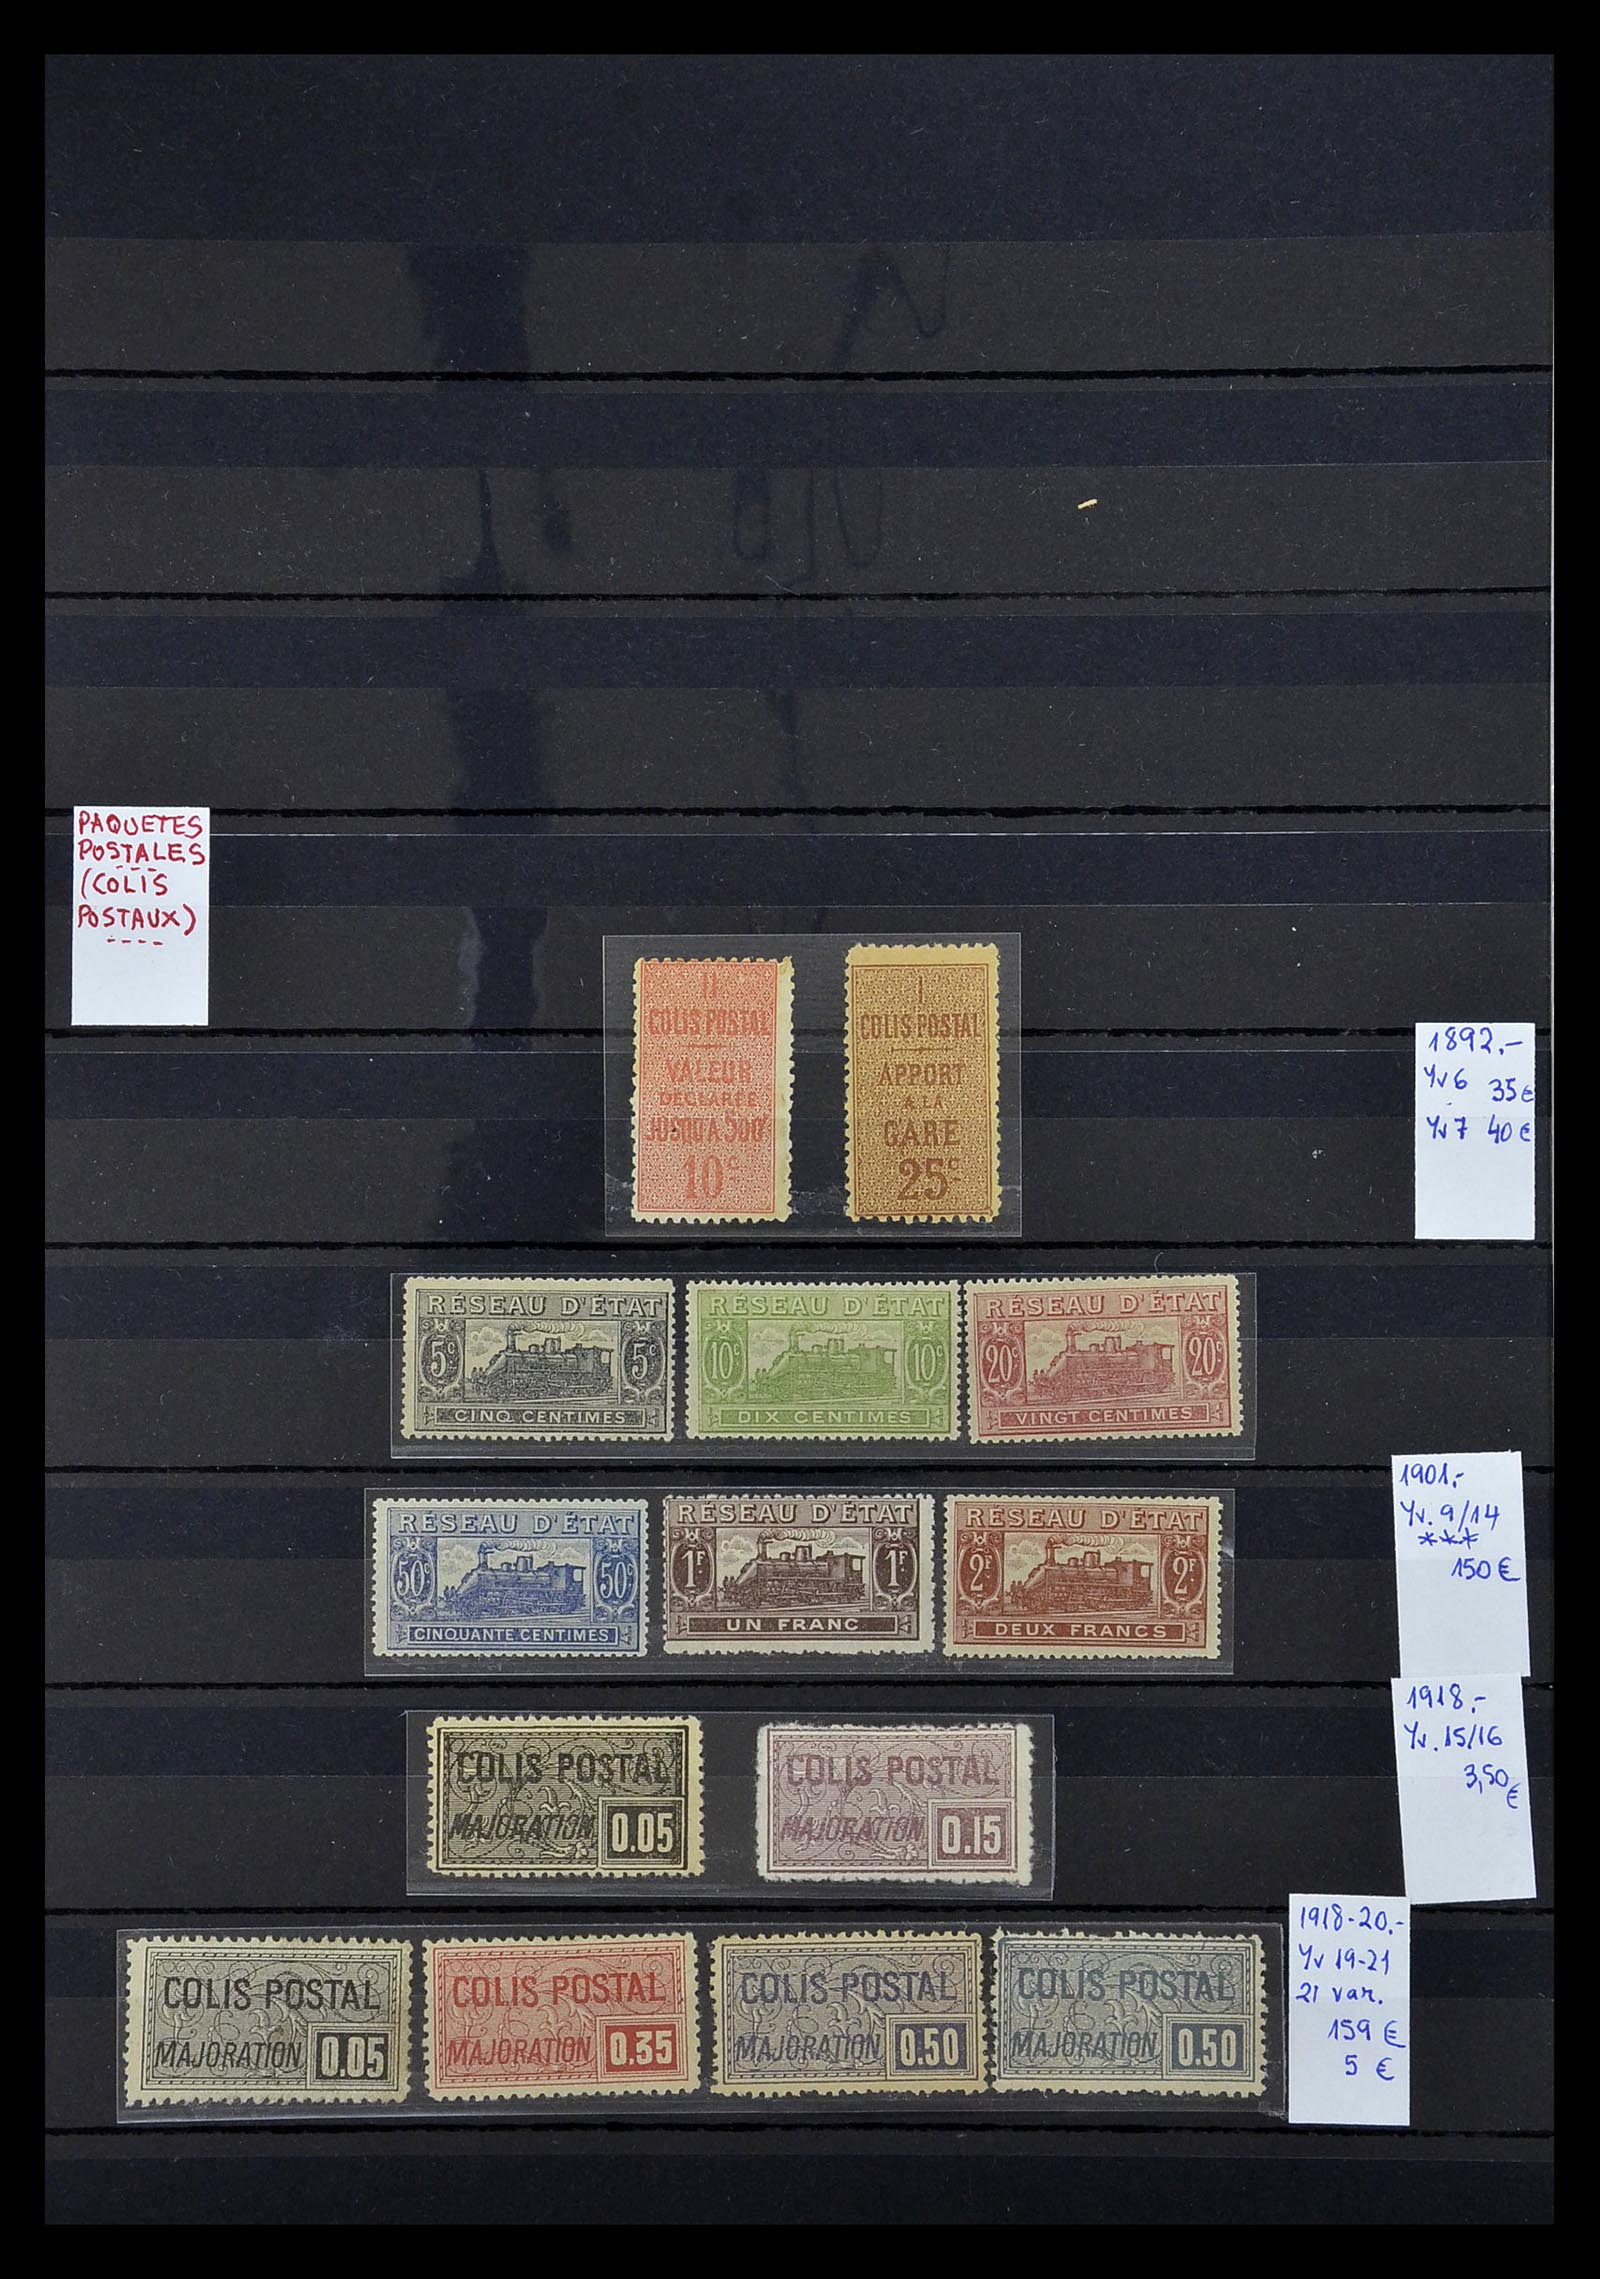 PAQUETES
POSTALES
(COLIS
POSTAUX)
II
COLIS POSTAL
VALEUR
DÉCLARÉE
JUSQU'A 500F
10c
I
COLIS POSTAL
APPORT
A LA
GARE
25c
1892.-
Yv 6 35€
Yv 7 40€
RÉSEAU D'ÉTAT
5c 5c
CINQ CENTIMES
RÉSEAU D'ÉTAT
10c 10c
DIX CENTIMES
RÉSEAU D'ÉTAT
20c 20c
VINGT CENTIMES
1901.-
Yv. 9/14
***
150€
RÉSEAU D'ÉTAT
50c 50c
CINQUANTE CENTIMES
RÉSEAU D'ÉTAT
1F 1F
UN FRANC
RÉSEAU D'ÉTAT
2F 2F
DEUX FRANCS
1918.-
Yv. 15/16
3,50€
COLIS POSTAL
MAJORATION 0.05
COLIS POSTAL
MAJORATION 0.15
1918-20.-
Yv 19-21
21 var.
159€
5€
COLIS POSTAL
MAJORATION 0.05
COLIS POSTAL
MAJORATION 0.35
COLIS POSTAL
MAJORATION 0.50
COLIS POSTAL
MAJORATION 0.50